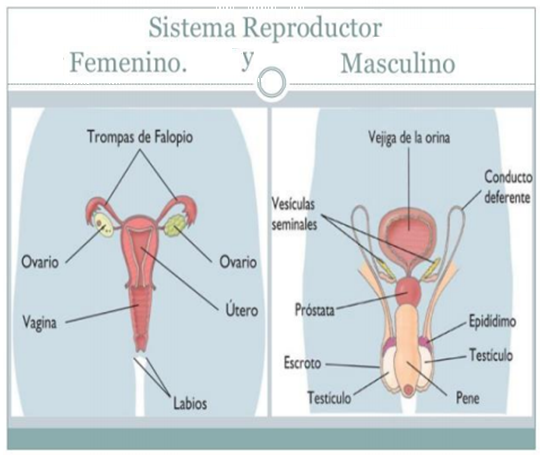 Sistema Reproductor
Femenino. y Masculino
Trompas de Falopio
Ovario
Ovario
Vagina
Útero
Labios
Vejiga de la orina
Conducto
deferente
Vesículas
seminales
Próstata
Epidídimo
Escroto
Testículo
Testículo
Pene